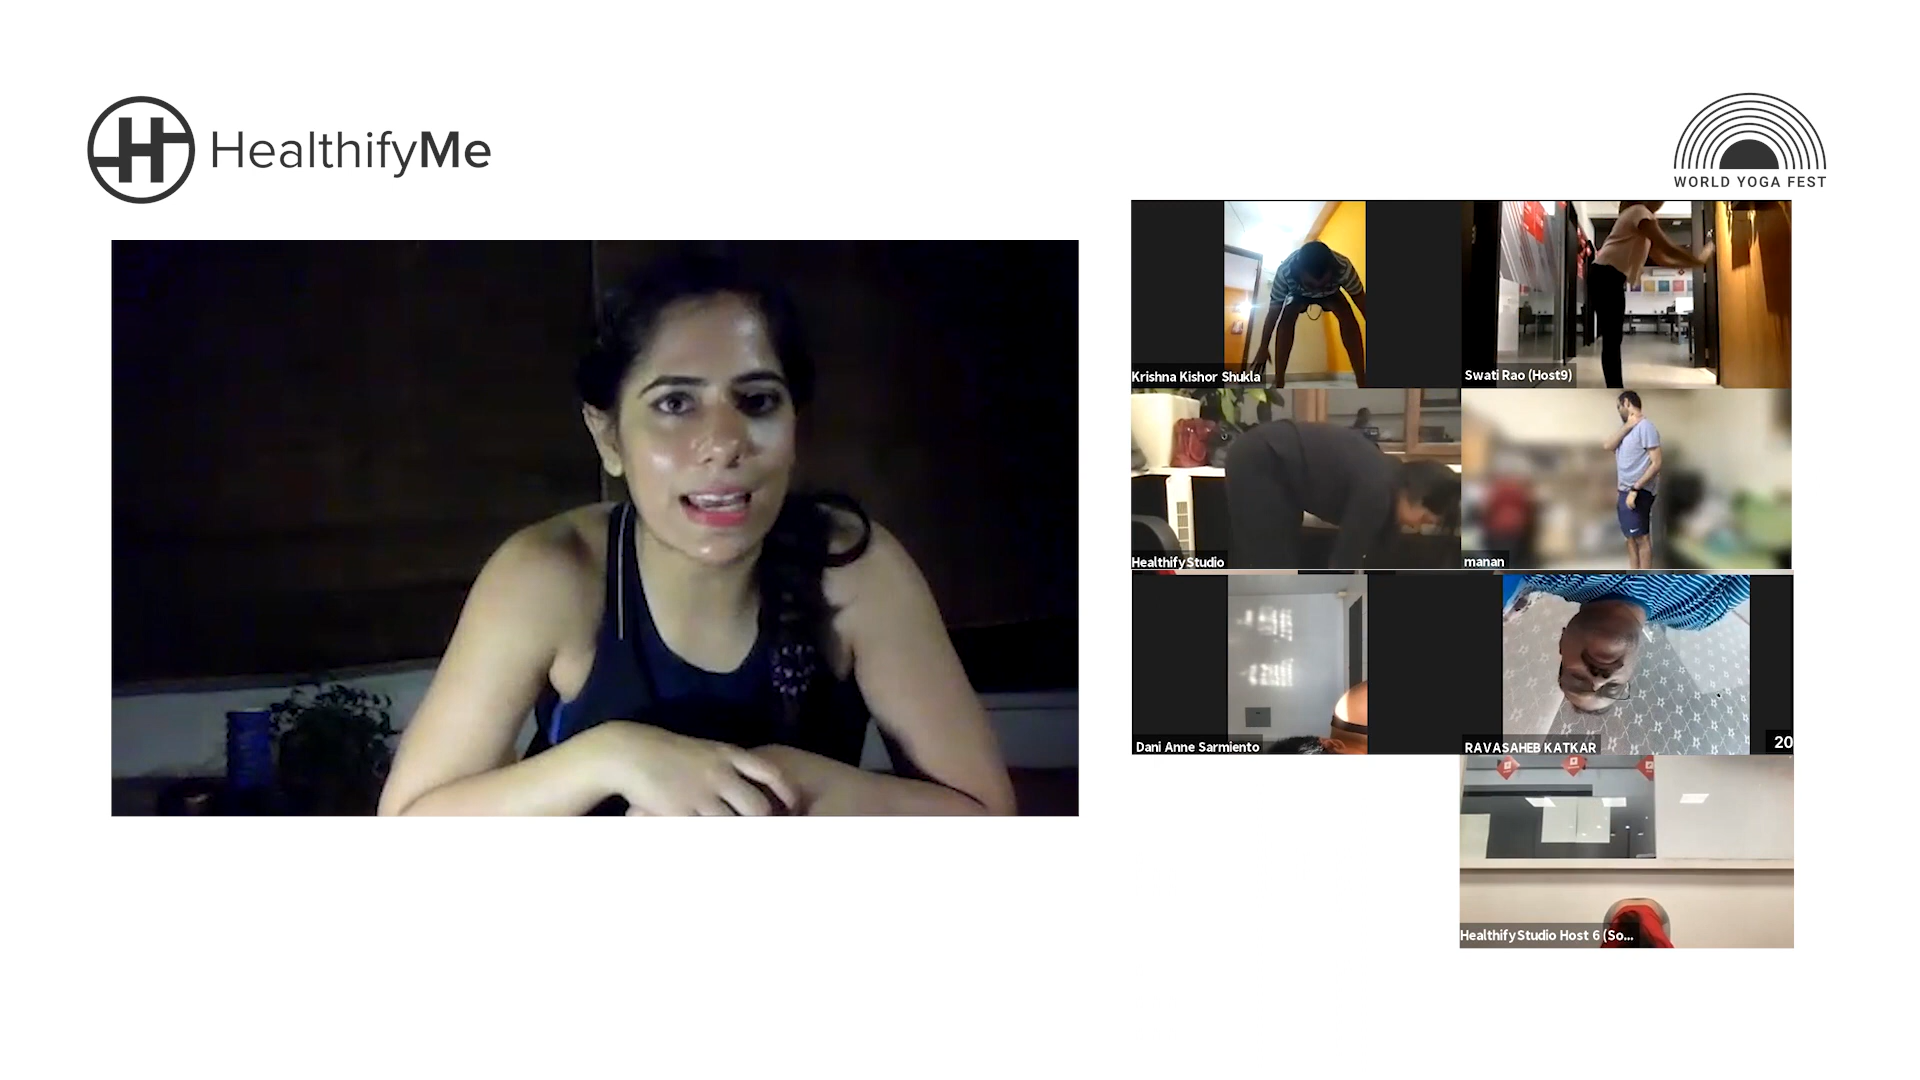 HealthifyMe
WORLD YOGA FEST
Krishna Kishor Shukla
Swati Rao (Host9)
HealthifyStudio
manan
Dani Anne Sarmiento
RAVASAHEB KATKAR
20
HealthifyStudio Host 6 (So...